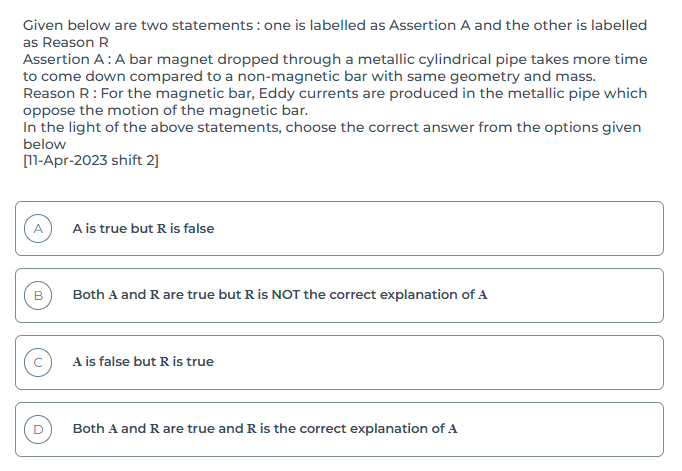 Given below are two statements : one is labelled as Assertion A and the other is labelled
as Reason R
Assertion A : A bar magnet dropped through a metallic cylindrical pipe takes more time
to come down compared to a non-magnetic bar with same geometry and mass.
Reason R : For the magnetic bar, Eddy currents are produced in the metallic pipe which
oppose the motion of the magnetic bar.
In the light of the above statements, choose the correct answer from the options given
below
[11-Apr-2023 shift 2]
A A is true but R is false
B Both A and R are true but R is NOT the correct explanation of A
C A is false but R is true
D Both A and R are true and R is the correct explanation of A